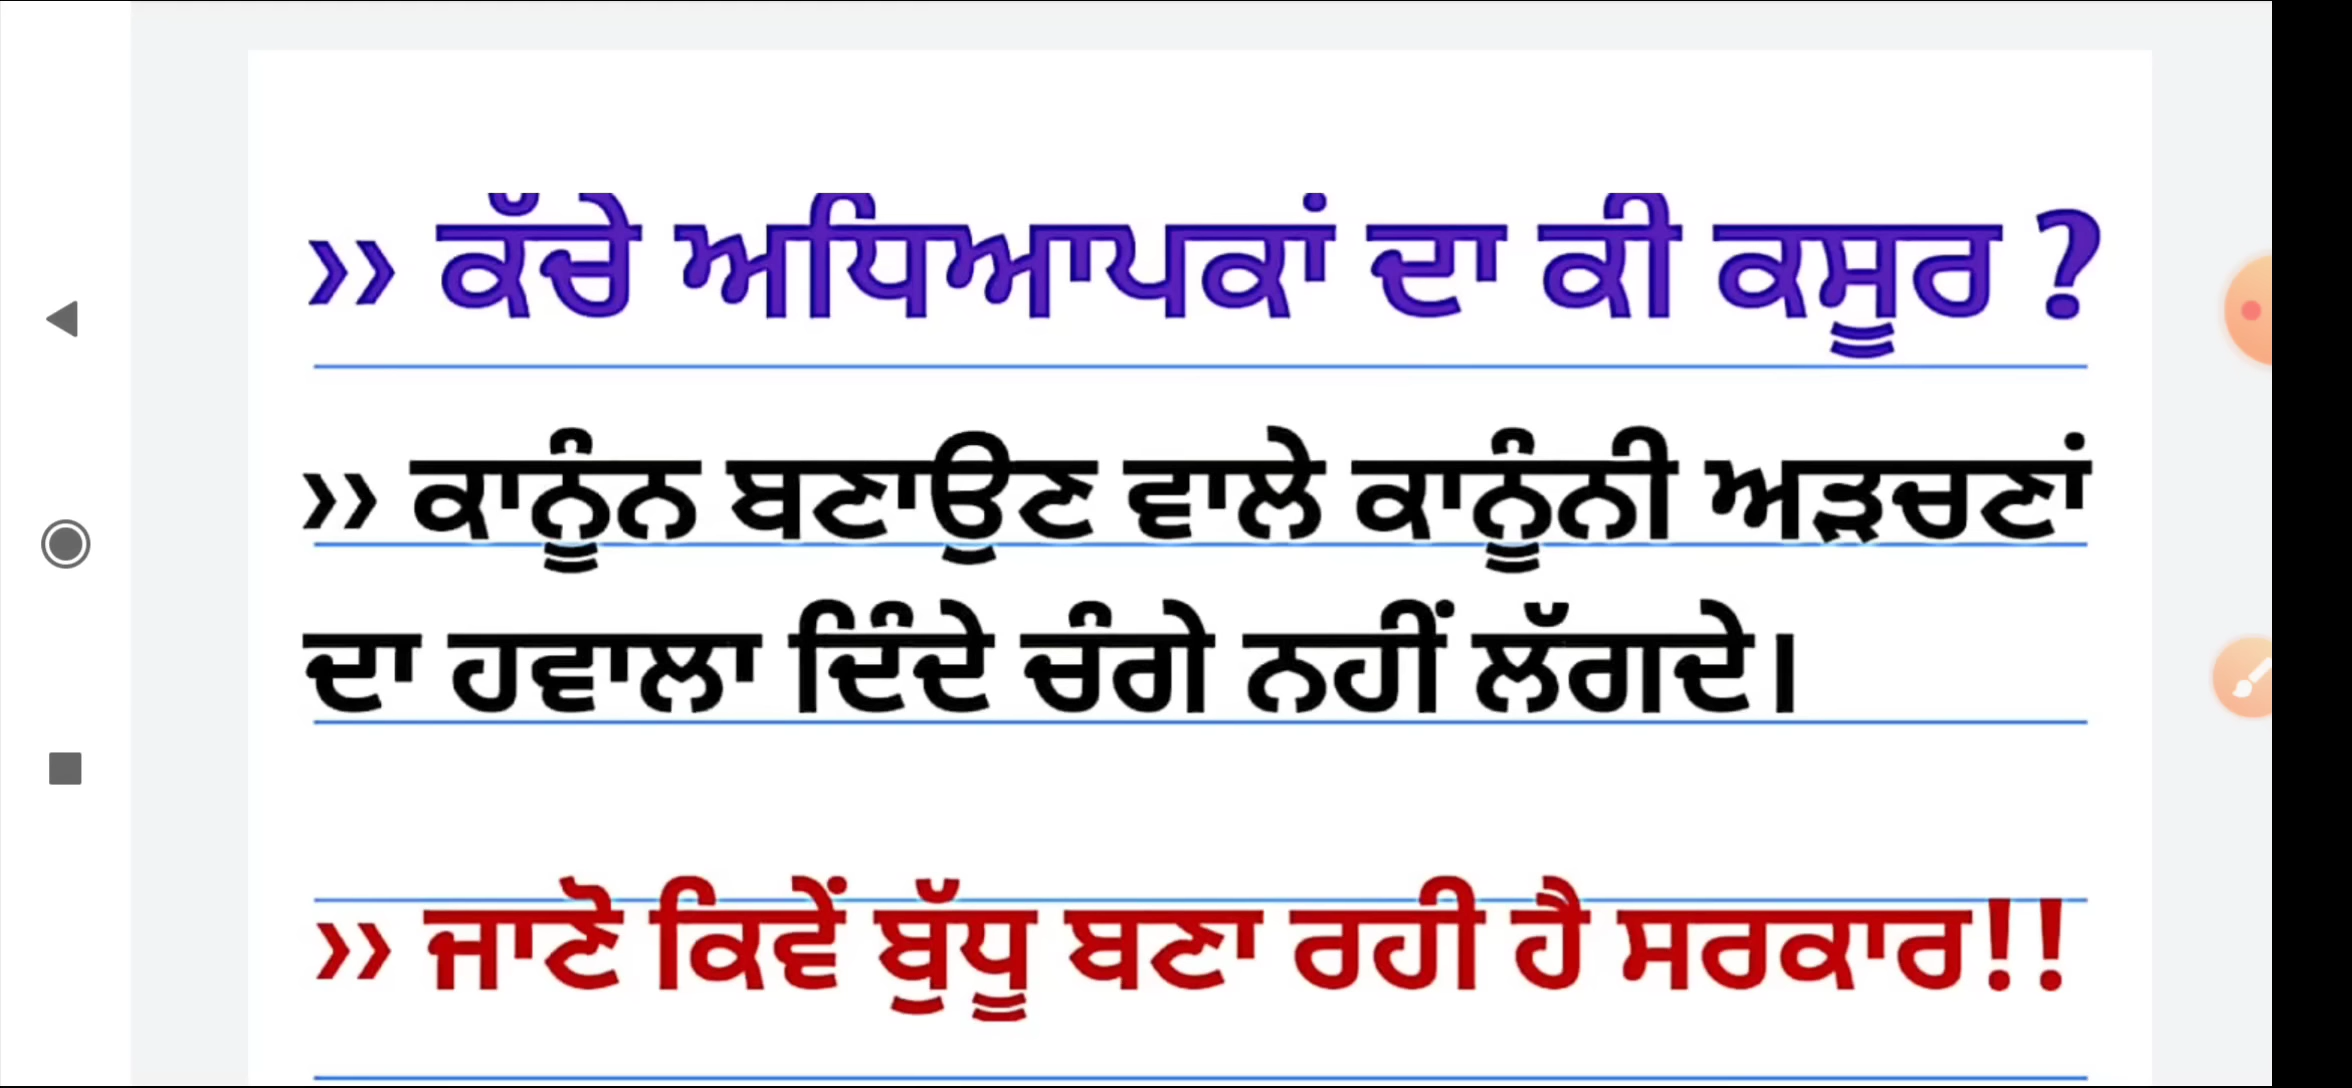 » ਕੱਚੇ ਅਧਿਆਪਕਾਂ ਦਾ ਕੀ ਕਸੂਰ ?
» ਕਾਨੂੰਨ ਬਣਾਉਣ ਵਾਲੇ ਕਾਨੂੰਨੀ ਅੜਚਣਾਂ
ਦਾ ਹਵਾਲਾ ਦਿੰਦੇ ਚੰਗੇ ਨਹੀਂ ਲੱਗਦੇ।
» ਜਾਣੋ ਕਿਵੇਂ ਬੁੱਧੂ ਬਣਾ ਰਹੀ ਹੈ ਸਰਕਾਰ!!